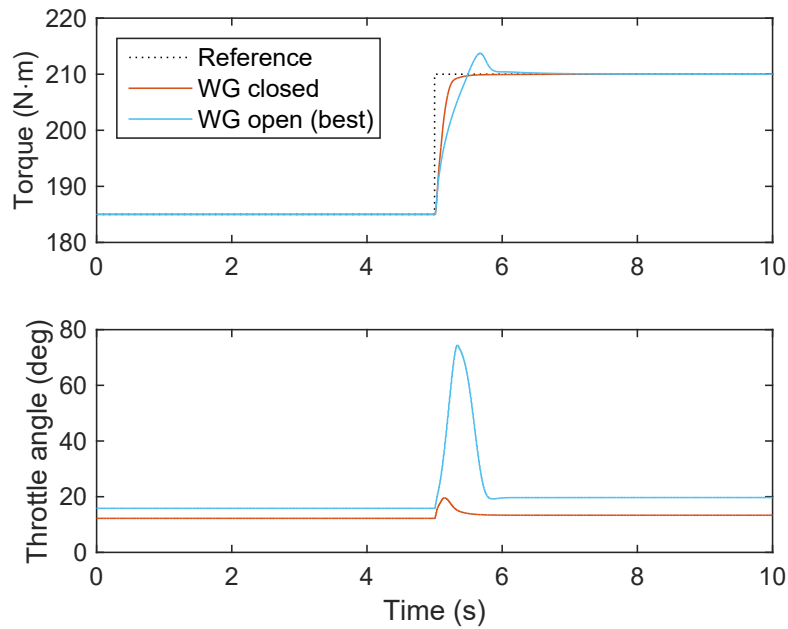 Torque (N·m)
220
210
200
190
180
Reference
WG closed
WG open (best)
0 2 4 6 8 10
Throttle angle (deg)
80
60
40
20
0
0 2 4 6 8 10
Time (s)